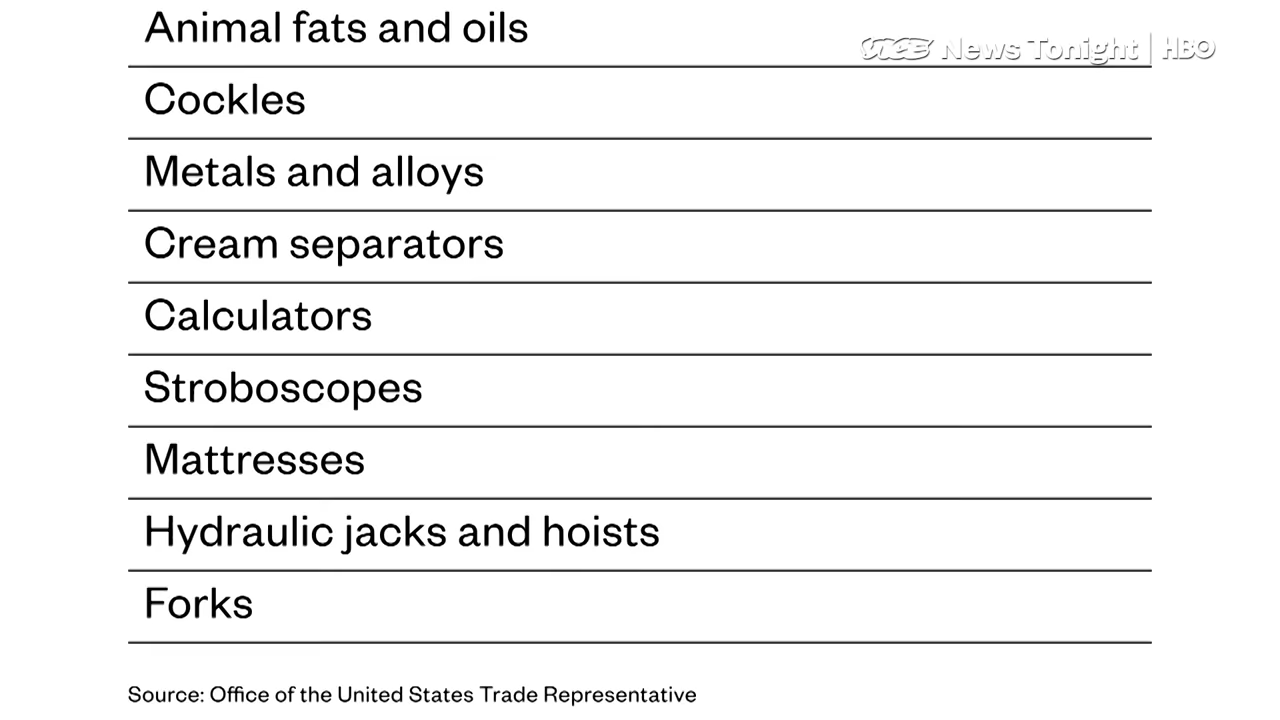 Animal fats and oils
VICE News Tonight | HBO
Cockles
Metals and alloys
Cream separators
Calculators
Stroboscopes
Mattresses
Hydraulic jacks and hoists
Forks
Source: Office of the United States Trade Representative